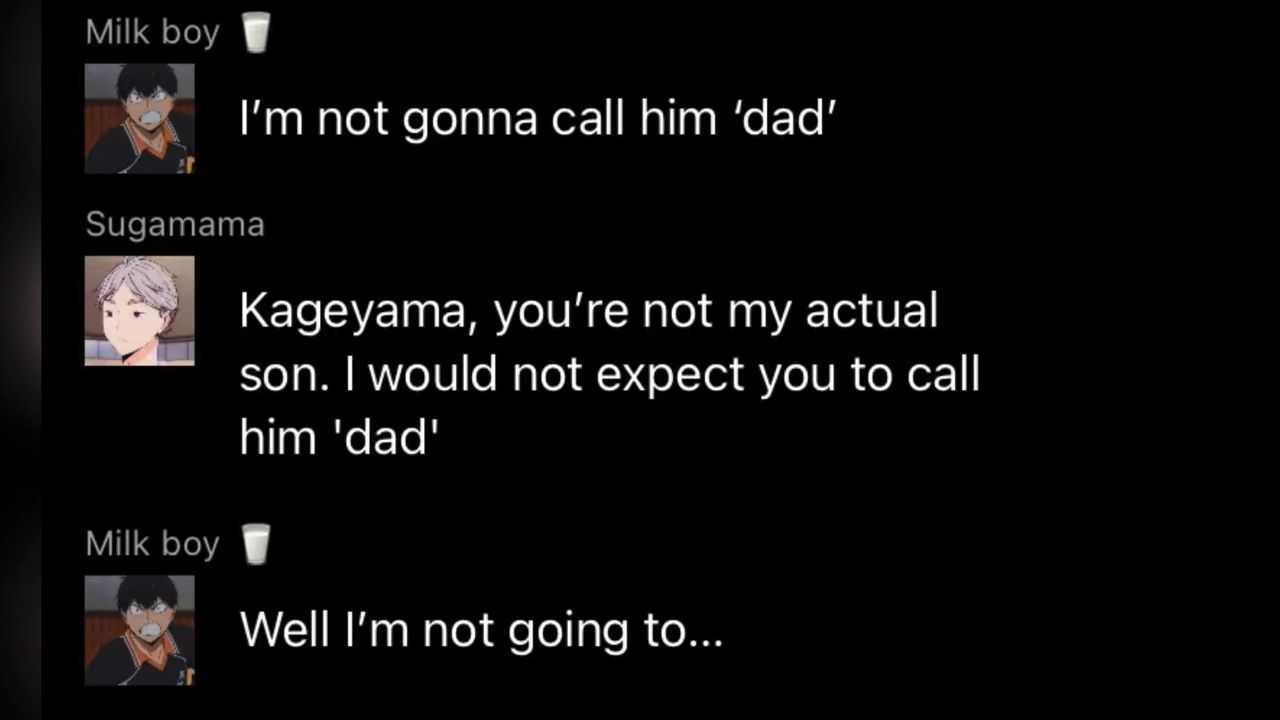 Milk boy 🥛
I’m not gonna call him ‘dad’
Sugamama
Kageyama, you’re not my actual
son. I would not expect you to call
him 'dad'
Milk boy 🥛
Well I’m not going to...